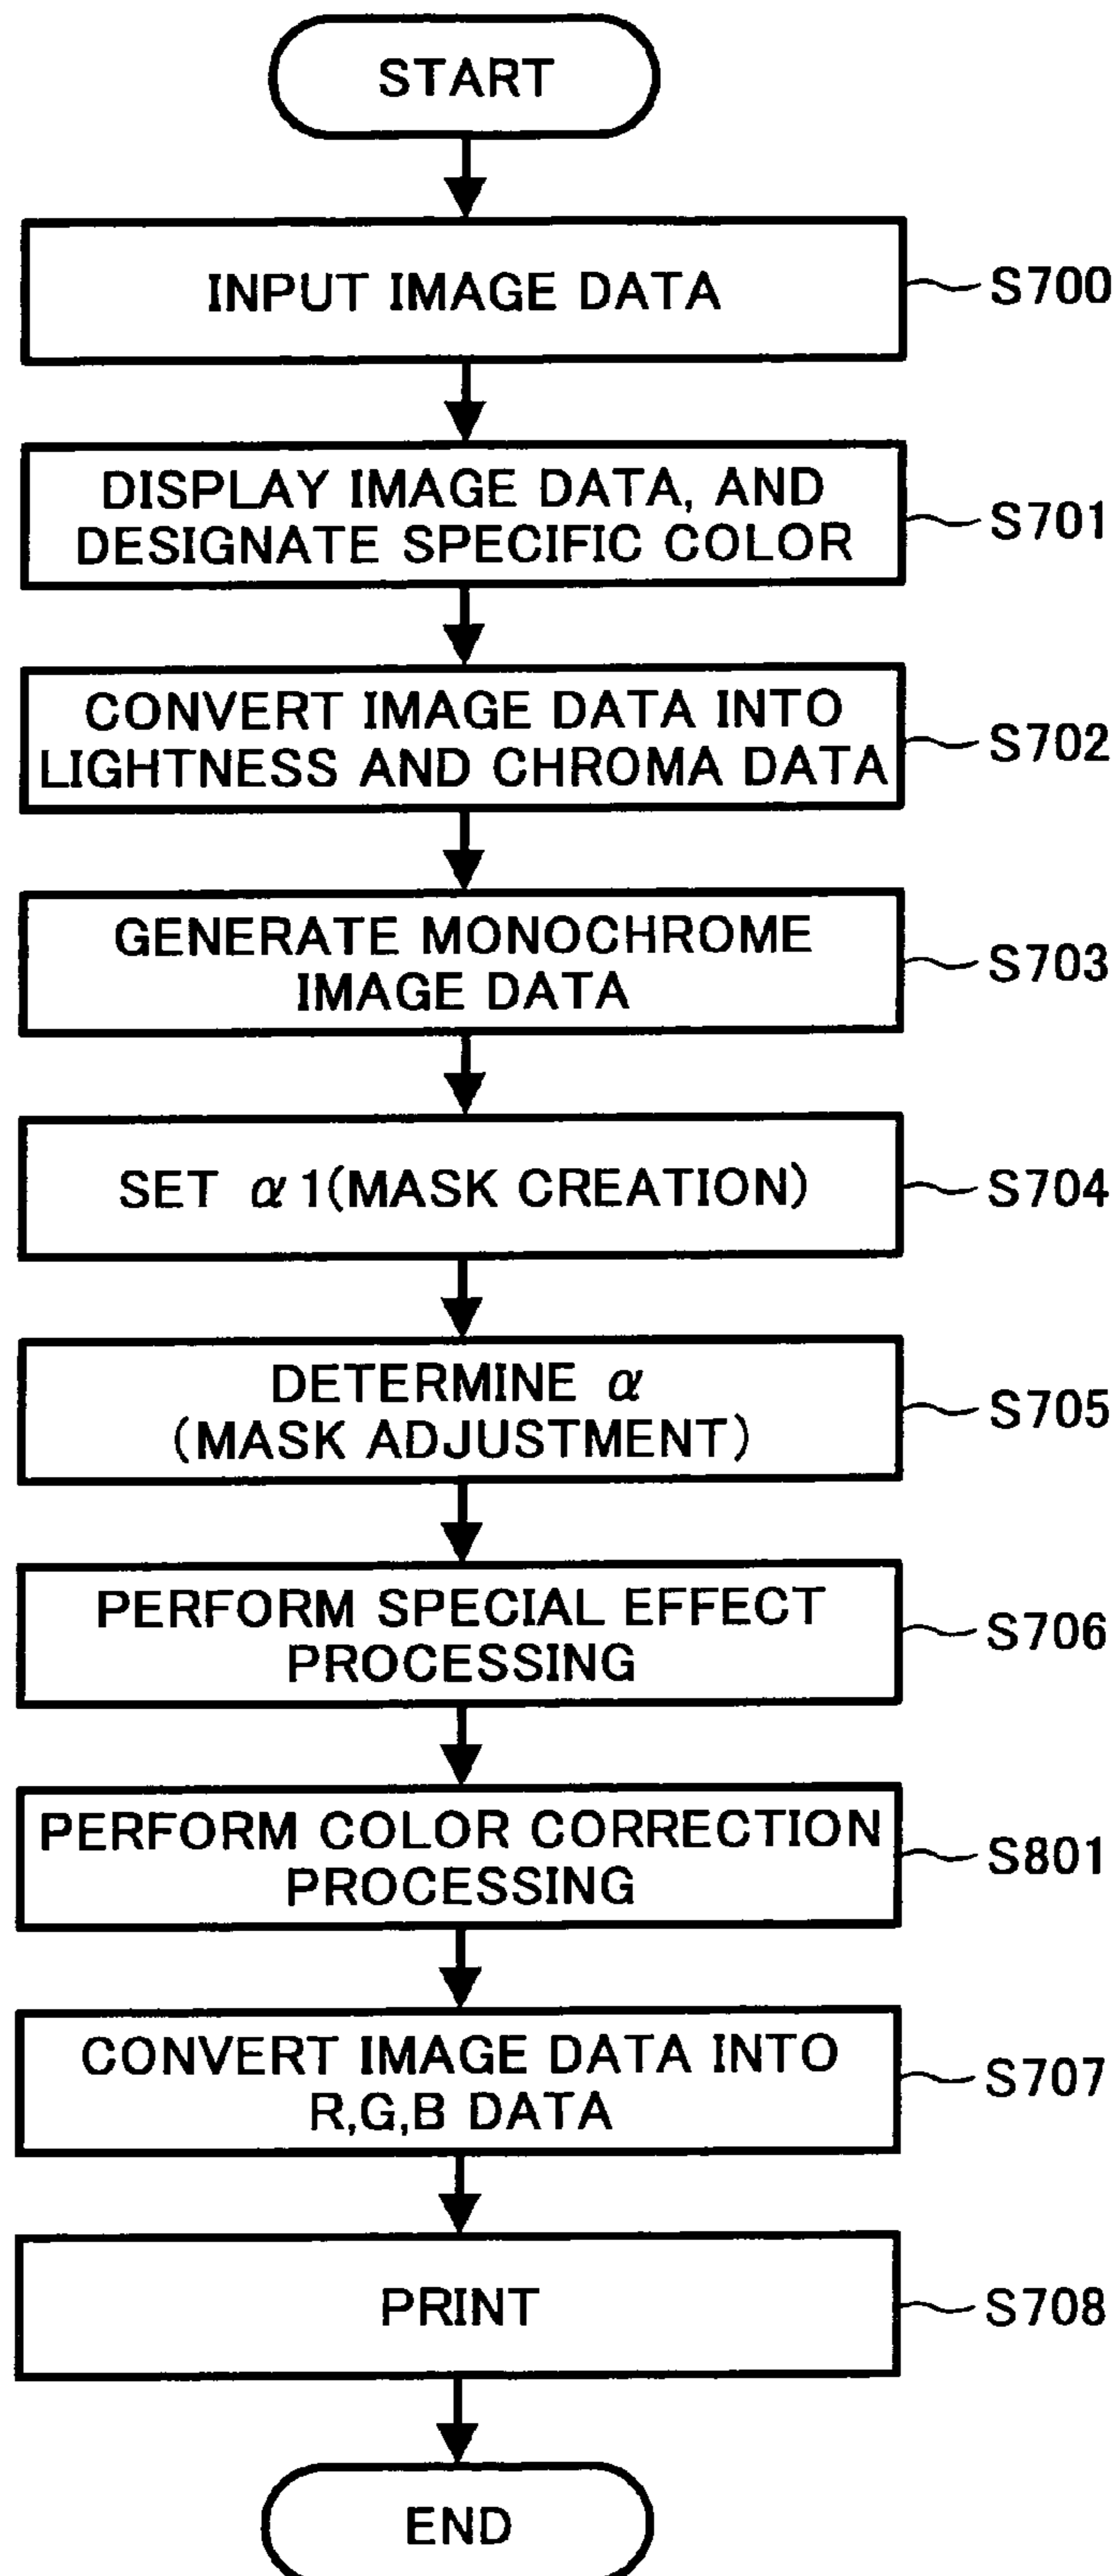 START
INPUT IMAGE DATA
S700
DISPLAY IMAGE DATA, AND
DESIGNATE SPECIFIC COLOR
S701
CONVERT IMAGE DATA INTO
LIGHTNESS AND CHROMA DATA
S702
GENERATE MONOCHROME
IMAGE DATA
S703
SET α1(MASK CREATION)
S704
DETERMINE α
(MASK ADJUSTMENT)
S705
PERFORM SPECIAL EFFECT
PROCESSING
S706
PERFORM COLOR CORRECTION
PROCESSING
S801
CONVERT IMAGE DATA INTO
R,G,B DATA
S707
PRINT
S708
END